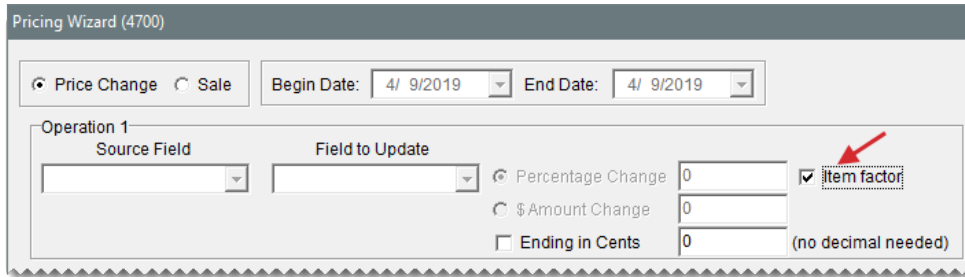 Pricing Wizard (4700)
Price Change Sale Begin Date: 4/ 9/2019 End Date: 4/ 9/2019
Operation 1
Source Field Field to Update
Percentage Change 0 Item factor
$ Amount Change 0
Ending in Cents 0 (no decimal needed)